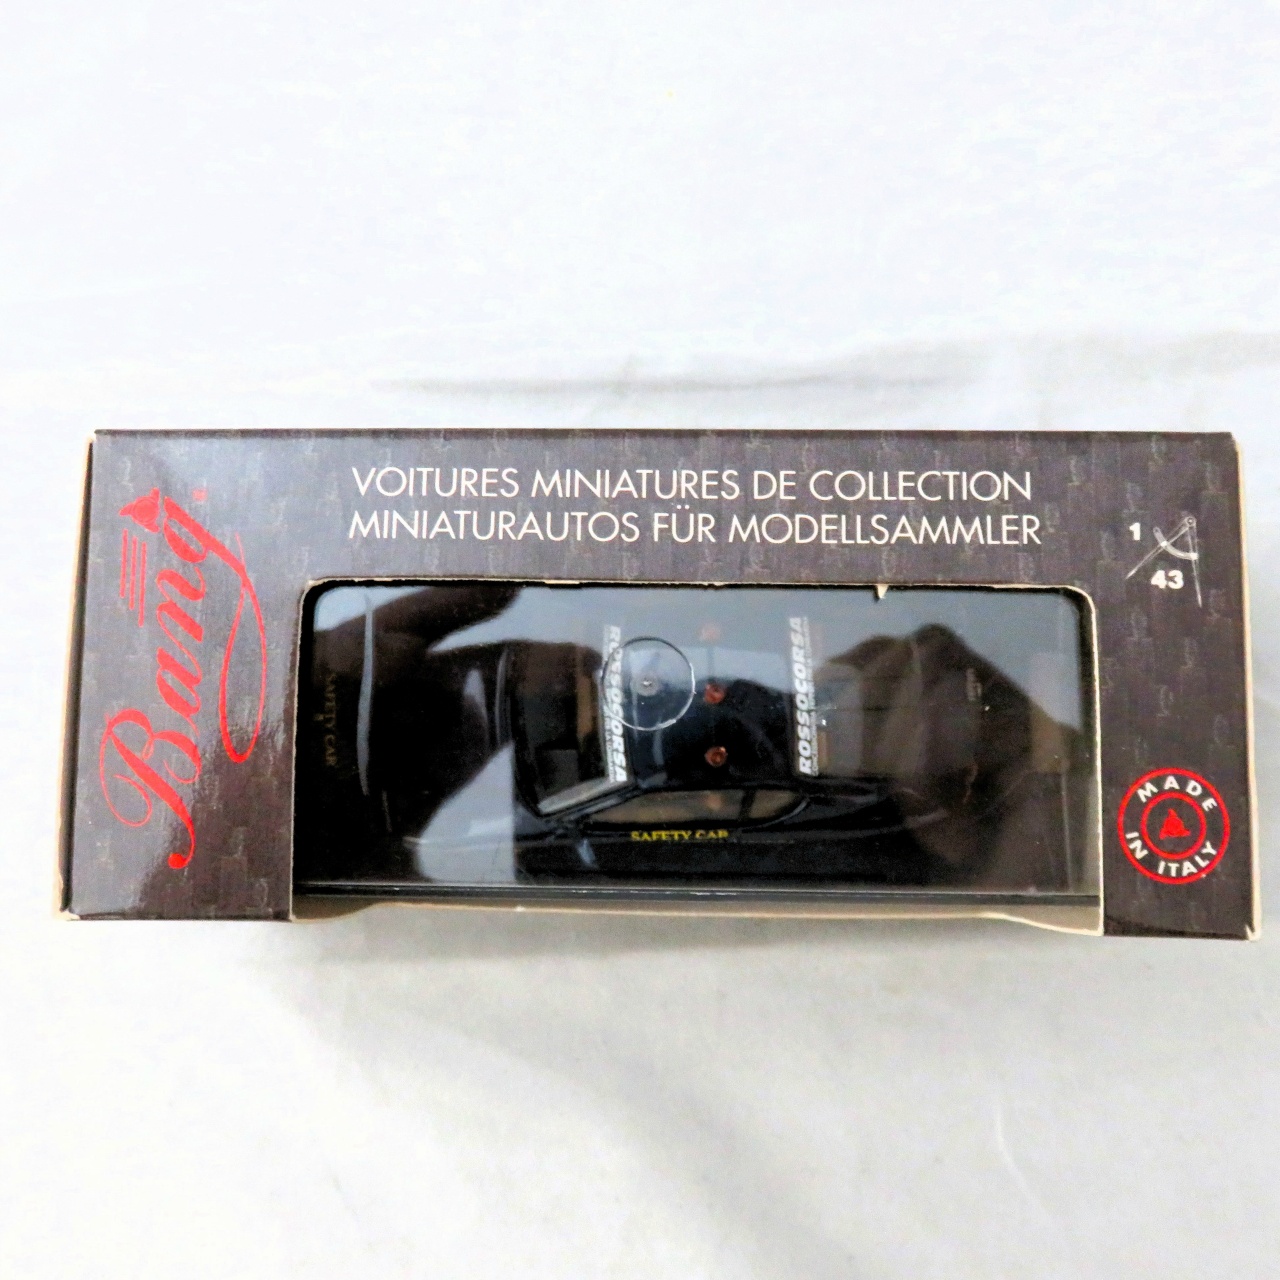 VOITURES MINIATURES DE COLLECTION
MINIATURAUTOS FÜR MODELLSAMMLER
Bang.
1
43
ROSSOCORSA
ROSSOCORSA
SAFETY CAR
SAFETY CAR
MADE IN ITALY